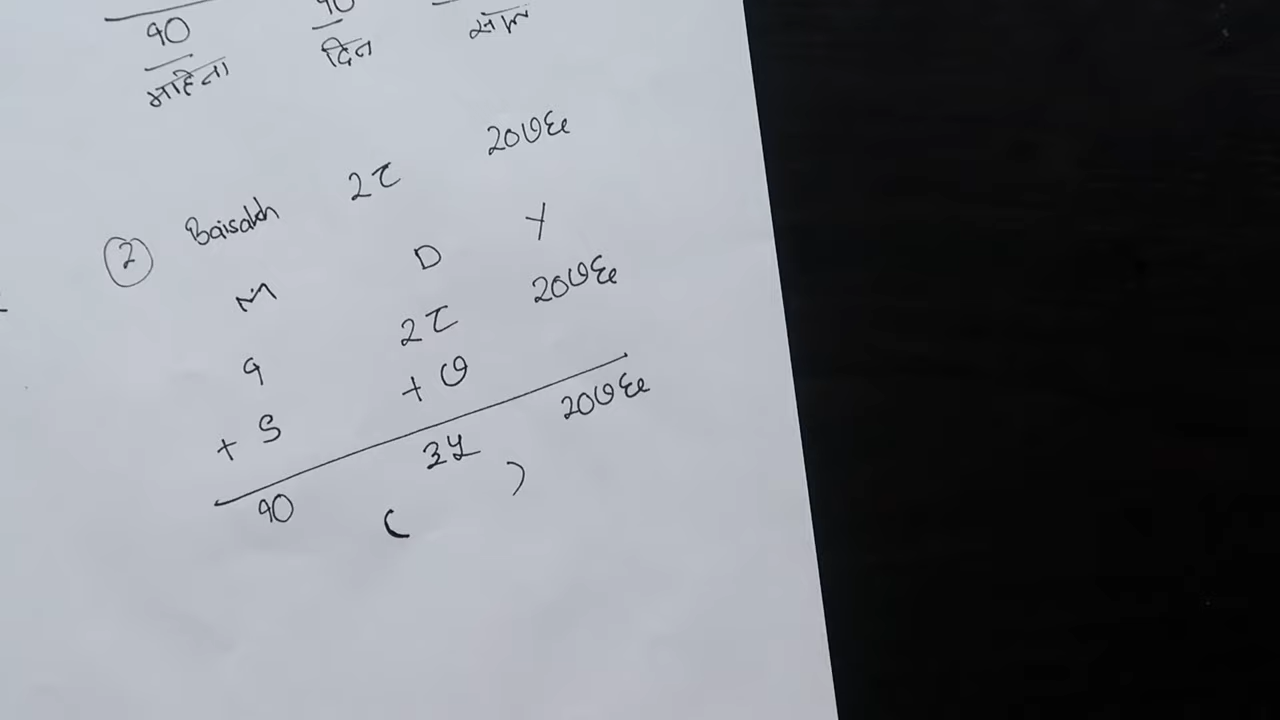 १० १०
महिना दिन साल
② Baisakh २८ २०७६
M D Y
१ २८ २०७६
+ ९ + ७
१० ३५ २०७६
( )